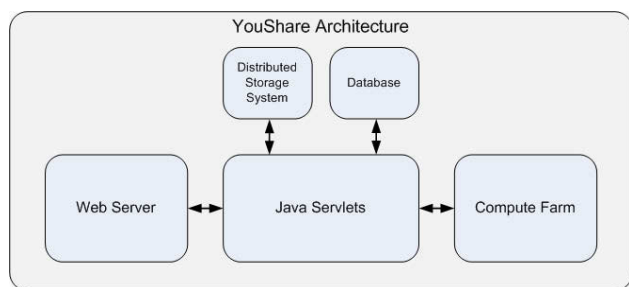 YouShare Architecture
Distributed
Storage
System
Database
Web Server
Java Servlets
Compute Farm